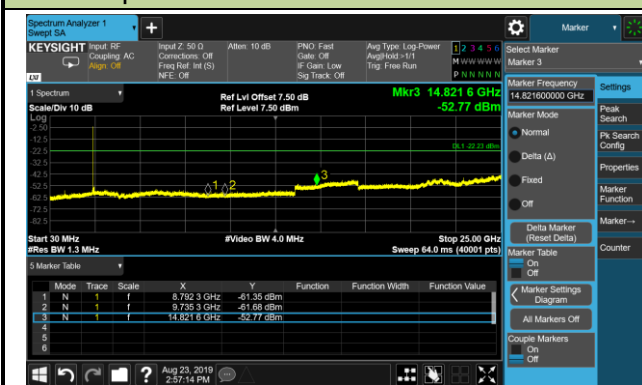 Spectrum Analyzer 1
Swept SA
Marker
KEYSIGHT
Input: RF
Coupling: AC
Align: Off
Input Z: 50 Ω
Corrections: Off
Freq Ref: Int (S)
NFE: Off
Atten: 10 dB
PNO: Fast
Gate: Off
IF Gain: Low
Sig Track: Off
Avg Type: Log-Power
Avg|Hold:>1/1
Trig: Free Run
1 2 3 4 5 6
M W W W W W
P N N N N N
LXI
Select Marker
Marker 3
1 Spectrum
Scale/Div 10 dB
Log
Ref Lvl Offset 7.50 dB
Ref Level 7.50 dBm
Mkr3 14.821 6 GHz
-52.77 dBm
-2.50
-12.5
-22.5
-32.5
-42.5
-52.5
-62.5
-72.5
-82.5
DL1 -22.23 dBm
1
2
3
Start 30 MHz
#Res BW 1.3 MHz
#Video BW 4.0 MHz
Stop 25.00 GHz
Sweep 64.0 ms (40001 pts)
5 Marker Table
Mode Trace Scale X Y Function Function Width Function Value
1 N 1 f 8.792 3 GHz -61.35 dBm
2 N 1 f 9.735 3 GHz -61.68 dBm
3 N 1 f 14.821 6 GHz -52.77 dBm
4
5
6
Marker Frequency
14.821600000 GHz
Marker Mode
Normal
Delta (Δ)
Fixed
Off
Delta Marker
(Reset Delta)
Marker Table
On
Off
Marker Settings
Diagram
All Markers Off
Couple Markers
On
Off
Settings
Peak
Search
Pk Search
Config
Properties
Marker
Function
Marker→
Counter
Aug 23, 2019
2:57:14 PM